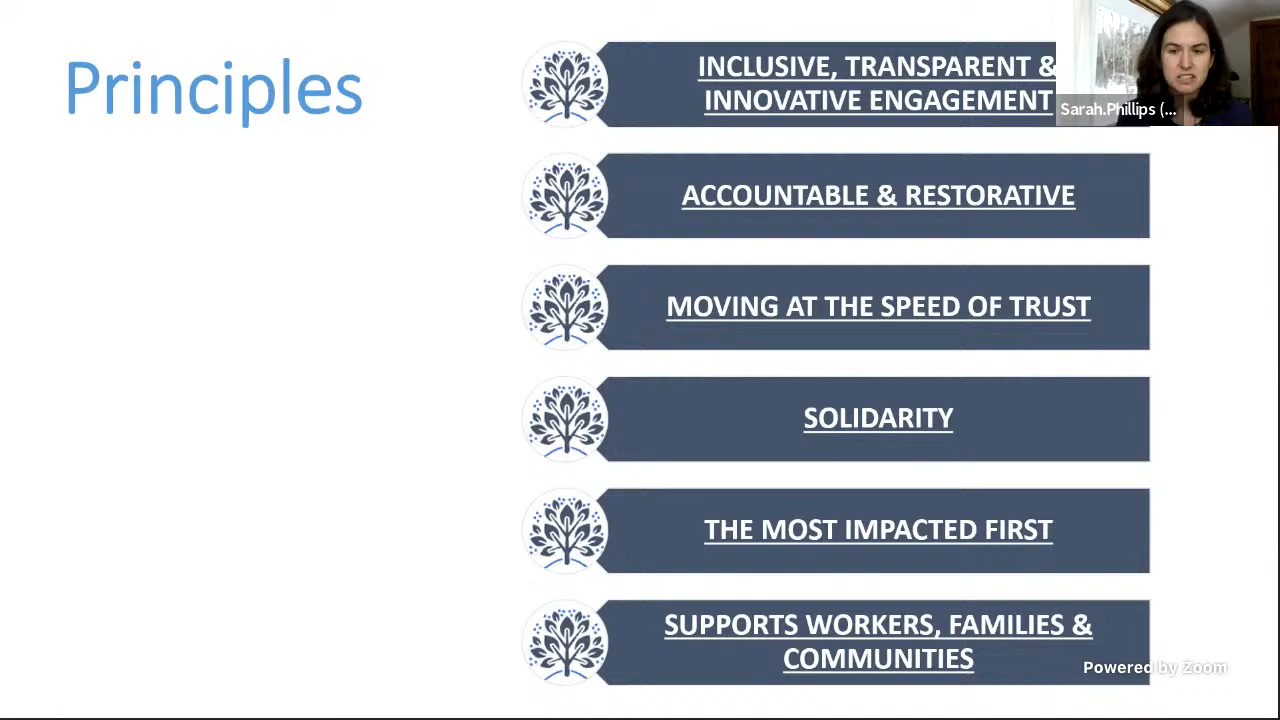 Principles
INCLUSIVE, TRANSPARENT &
INNOVATIVE ENGAGEMENT
Sarah.Phillips (...
ACCOUNTABLE & RESTORATIVE
MOVING AT THE SPEED OF TRUST
SOLIDARITY
THE MOST IMPACTED FIRST
SUPPORTS WORKERS, FAMILIES &
COMMUNITIES
Powered by Zoom